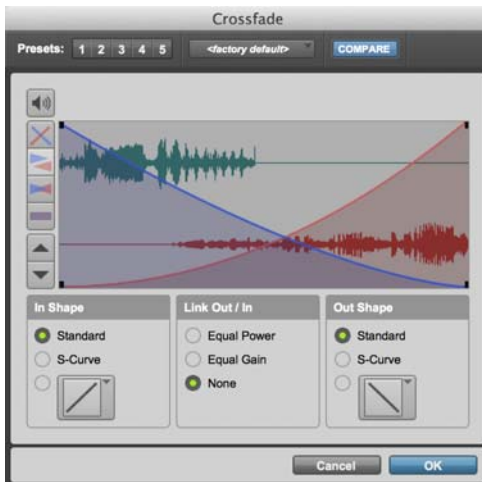 Crossfade
Presets: 1 2 3 4 5 <factory default> COMPARE
In Shape
Standard
S-Curve
Link Out / In
Equal Power
Equal Gain
None
Out Shape
Standard
S-Curve
Cancel OK